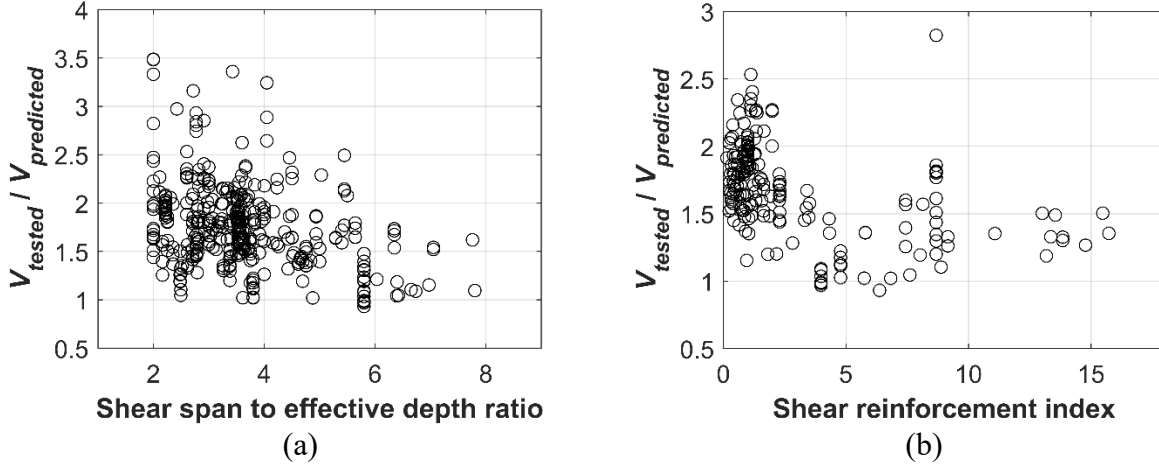 V_tested / V_predicted
4
3.5
3
2.5
2
1.5
1
0.5
2 4 6 8
Shear span to effective depth ratio
(a)
V_tested / V_predicted
3
2.5
2
1.5
1
0.5
0 5 10 15
Shear reinforcement index
(b)